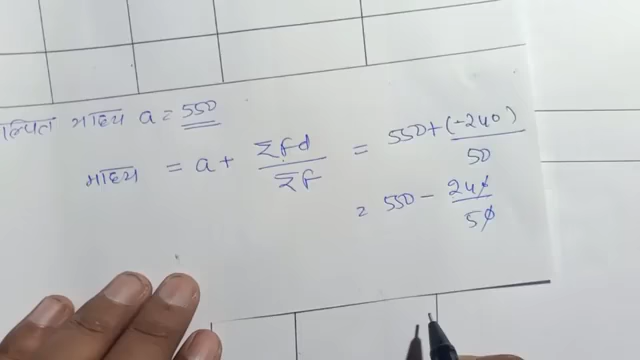 कल्पित माध्य a = 550
माध्य = a + Σfd / Σf = 550 + (-240) / 50
= 550 - 240 / 50